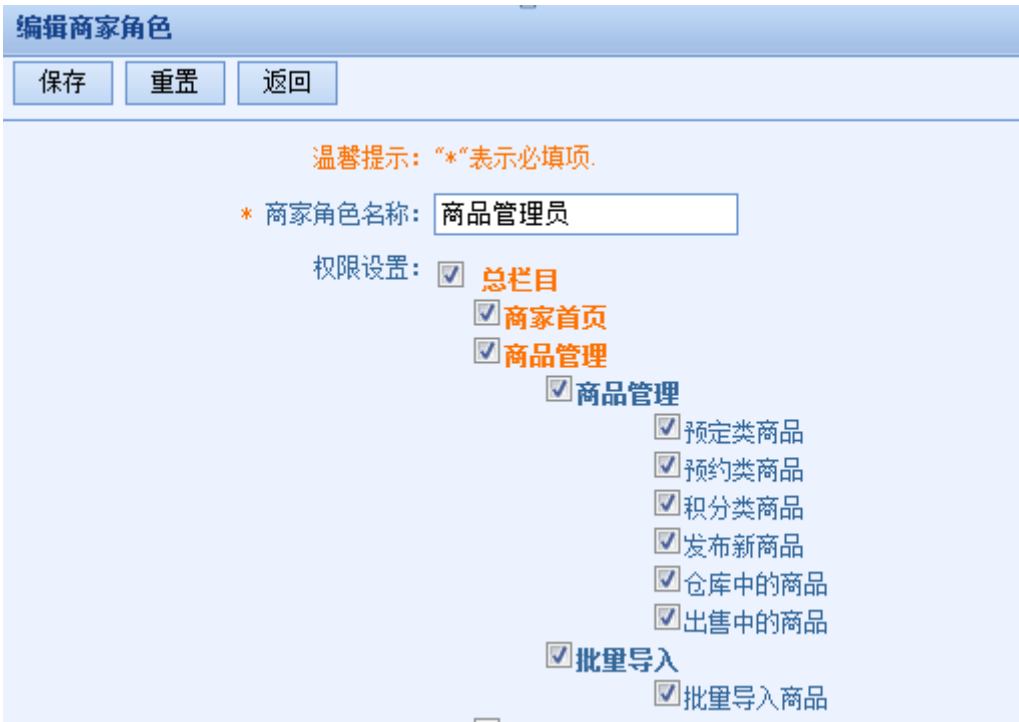 编辑商家角色
保存 重置 返回
温馨提示：“*”表示必填项.
* 商家角色名称：商品管理员
权限设置： 总栏目
商家首页
商品管理
商品管理
预定类商品
预约类商品
积分类商品
发布新商品
仓库中的商品
出售中的商品
批量导入
批量导入商品